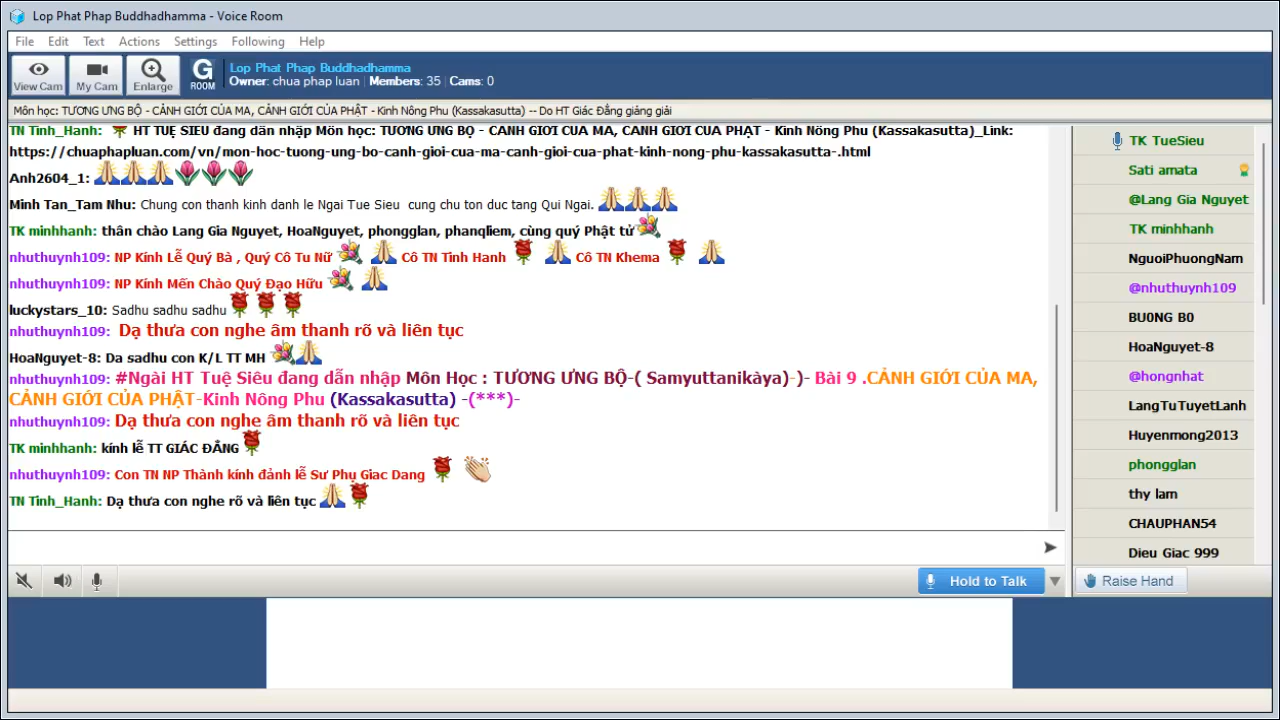 Lop Phat Phap Buddhadhamma - Voice Room
File Edit Text Actions Settings Following Help
View Cam My Cam Enlarge G ROOM
Lop Phat Phap Buddhadhamma
Owner: chua phap luan Members: 35 Cams: 0
Môn học: TƯƠNG ƯNG BỘ - CẢNH GIỚI CỦA MA, CẢNH GIỚI CỦA PHẬT - Kinh Nông Phu (Kassakasutta) -- Do HT Giác Đẳng giảng giải
TN Tinh_Hanh: HT TUỆ SIÊU đang dẫn nhập Môn học: TƯƠNG ƯNG BỘ - CẢNH GIỚI CỦA MA, CẢNH GIỚI CỦA PHẬT - Kinh Nông Phu (Kassakasutta)_Link:
https://chuaphapluan.com/vn/mon-hoc-tuong-ung-bo-canh-gioi-cua-ma-canh-gioi-cua-phat-kinh-nong-phu-kassakasutta-.html
Anh2604_1:
Minh Tan_Tam Nhu: Chung con thanh kinh danh le Ngai Tue Sieu cung chu ton duc tang Qui Ngai.
TK minhhanh: thân chào Lang Gia Nguyet, HoaNguyet, phongglan, phanqliem, cùng quý Phật tử
nhuthuynh109: NP Kính Lễ Quý Bà , Quý Cô Tu Nữ Cô TN Tinh Hanh Cô TN Khema
nhuthuynh109: NP Kính Mến Chào Quý Đạo Hữu
luckystars_10: Sadhu sadhu sadhu
nhuthuynh109: Dạ thưa con nghe âm thanh rõ và liên tục
HoaNguyet-8: Da sadhu con K/L TT MH
nhuthuynh109: #Ngài HT Tuệ Siêu đang dẫn nhập Môn Học : TƯƠNG ƯNG BỘ-( Samyuttanikàya)-)- Bài 9 .CẢNH GIỚI CỦA MA,
CẢNH GIỚI CỦA PHẬT-Kinh Nông Phu (Kassakasutta) -(***)-
nhuthuynh109: Dạ thưa con nghe âm thanh rõ và liên tục
TK minhhanh: kính lễ TT GIÁC ĐẲNG
nhuthuynh109: Con TN NP Thành kính đảnh lễ Sư Phụ Giac Dang
TN Tinh_Hanh: Dạ thưa con nghe rõ và liên tục
TK TueSieu
Sati amata
@Lang Gia Nguyet
TK minhhanh
NguoiPhuongNam
@nhuthuynh109
BU0NG B0
HoaNguyet-8
@hongnhat
LangTuTuyetLanh
Huyenmong2013
phongglan
thy lam
CHAUPHAN54
Dieu Giac 999
Hold to Talk
Raise Hand